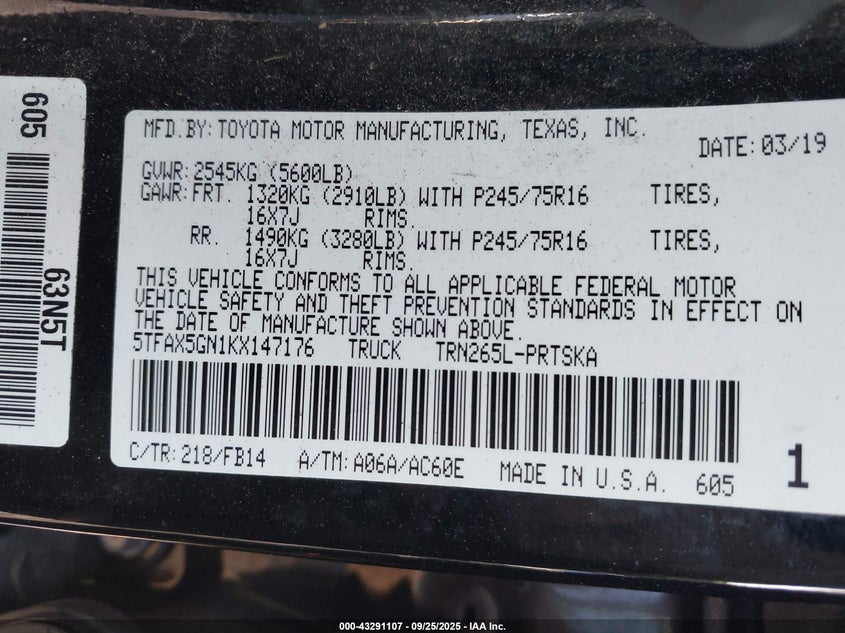 605
63N5T
MFD.BY:TOYOTA MOTOR MANUFACTURING, TEXAS, INC.
DATE:03/19
GVWR:2545KG (5600LB)
GAWR:FRT. 1320KG (2910LB) WITH P245/75R16 TIRES,
16X7J RIMS.
RR. 1490KG (3280LB) WITH P245/75R16 TIRES,
16X7J RIMS.
THIS VEHICLE CONFORMS TO ALL APPLICABLE FEDERAL MOTOR
VEHICLE SAFETY AND THEFT PREVENTION STANDARDS IN EFFECT ON
THE DATE OF MANUFACTURE SHOWN ABOVE.
5TFAX5GN1KX147176 TRUCK TRN265L-PRTSKA
C/TR:218/FB14 A/TM:A06A/AC60E MADE IN U.S.A. 605
1
000-43291107 - 09/25/2025 - IAA Inc.